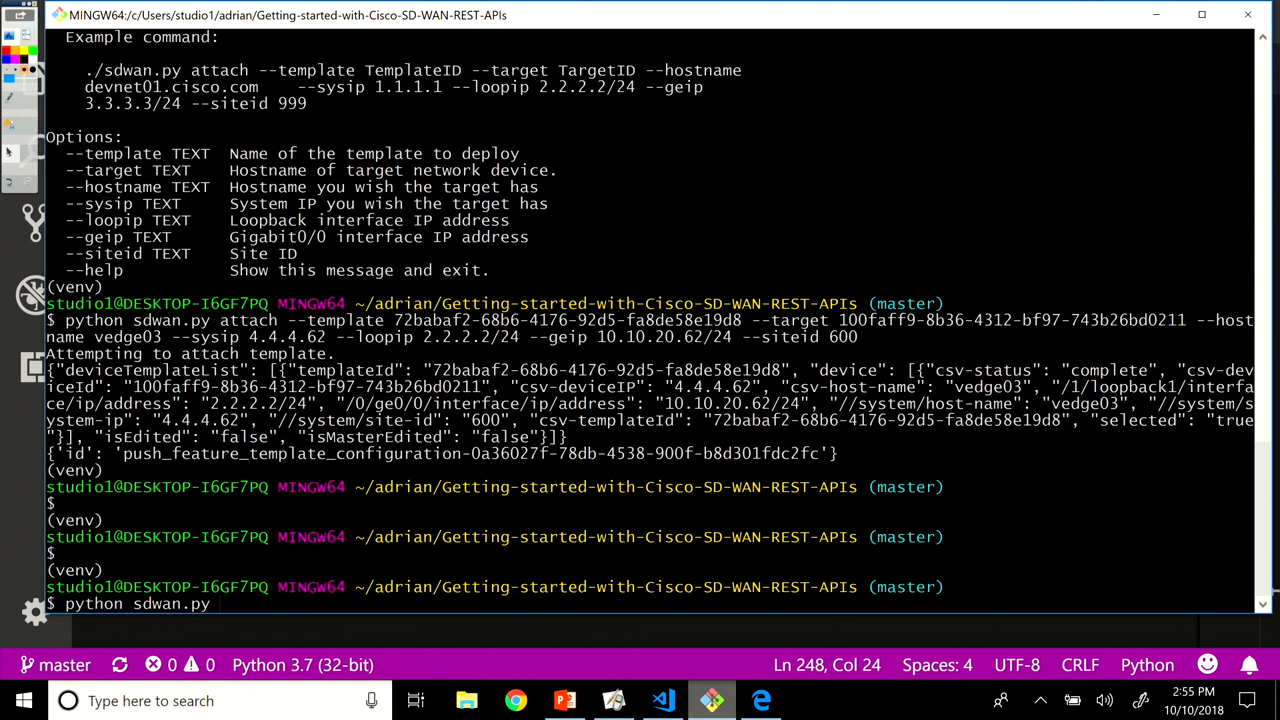 MINGW64:/c/Users/studio1/adrian/Getting-started-with-Cisco-SD-WAN-REST-APIs
Example command:
./sdwan.py attach --template TemplateID --target TargetID --hostname
devnet01.cisco.com    --sysip 1.1.1.1 --loopip 2.2.2.2/24 --geip
3.3.3.3/24 --siteid 999
Options:
--template TEXT  Name of the template to deploy
--target TEXT    Hostname of target network device.
--hostname TEXT  Hostname you wish the target has
--sysip TEXT     System IP you wish the target has
--loopip TEXT    Loopback interface IP address
--geip TEXT      Gigabit0/0 interface IP address
--siteid TEXT    Site ID
--help           Show this message and exit.
(venv)
studio1@DESKTOP-I6GF7PQ MINGW64 ~/adrian/Getting-started-with-Cisco-SD-WAN-REST-APIs (master)
$ python sdwan.py attach --template 72babaf2-68b6-4176-92d5-fa8de58e19d8 --target 100faff9-8b36-4312-bf97-743b26bd0211 --host
name vedge03 --sysip 4.4.4.62 --loopip 2.2.2.2/24 --geip 10.10.20.62/24 --siteid 600
Attempting to attach template.
{"deviceTemplateList": [{"templateId": "72babaf2-68b6-4176-92d5-fa8de58e19d8", "device": [{"csv-status": "complete", "csv-dev
iceId": "100faff9-8b36-4312-bf97-743b26bd0211", "csv-deviceIP": "4.4.4.62", "csv-host-name": "vedge03", "/1/loopback1/interfa
ce/ip/address": "2.2.2.2/24", "/0/ge0/0/interface/ip/address": "10.10.20.62/24", "//system/host-name": "vedge03", "//system/s
ystem-ip": "4.4.4.62", "//system/site-id": "600", "csv-templateId": "72babaf2-68b6-4176-92d5-fa8de58e19d8", "selected": "true
"}], "isEdited": "false", "isMasterEdited": "false"}]}
{'id': 'push_feature_template_configuration-0a36027f-78db-4538-900f-b8d301fdc2fc'}
(venv)
studio1@DESKTOP-I6GF7PQ MINGW64 ~/adrian/Getting-started-with-Cisco-SD-WAN-REST-APIs (master)
$
(venv)
studio1@DESKTOP-I6GF7PQ MINGW64 ~/adrian/Getting-started-with-Cisco-SD-WAN-REST-APIs (master)
$
(venv)
studio1@DESKTOP-I6GF7PQ MINGW64 ~/adrian/Getting-started-with-Cisco-SD-WAN-REST-APIs (master)
$ python sdwan.py
master 0 0 Python 3.7 (32-bit) Ln 248, Col 24 Spaces: 4 UTF-8 CRLF Python
Type here to search
2:55 PM
10/10/2018